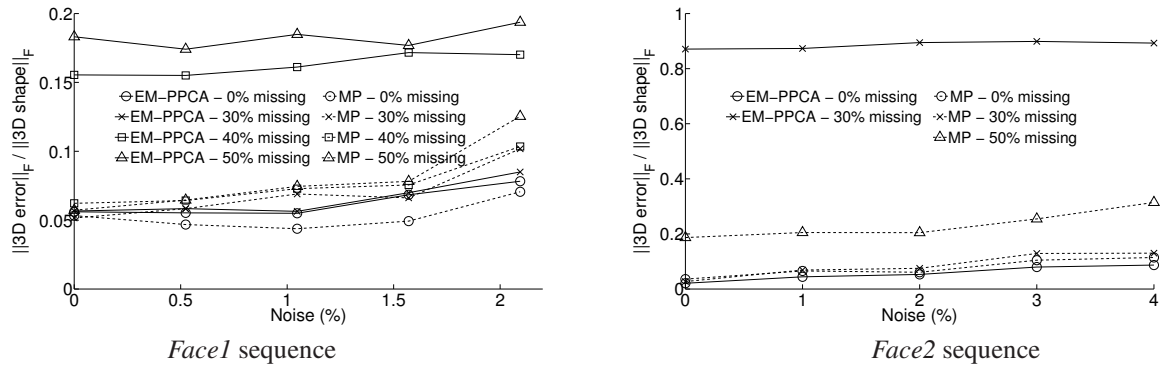 0.2
0.15
0.1
0.05
0
||3D error||F / ||3D shape||F
EM−PPCA − 0% missing
EM−PPCA − 30% missing
EM−PPCA − 40% missing
EM−PPCA − 50% missing
MP − 0% missing
MP − 30% missing
MP − 40% missing
MP − 50% missing
0 0.5 1 1.5 2
Noise (%)
Face1 sequence
1
0.8
0.6
0.4
0.2
0
||3D error||F / ||3D shape||F
EM−PPCA − 0% missing
EM−PPCA − 30% missing
MP − 0% missing
MP − 30% missing
MP − 50% missing
0 1 2 3 4
Noise (%)
Face2 sequence